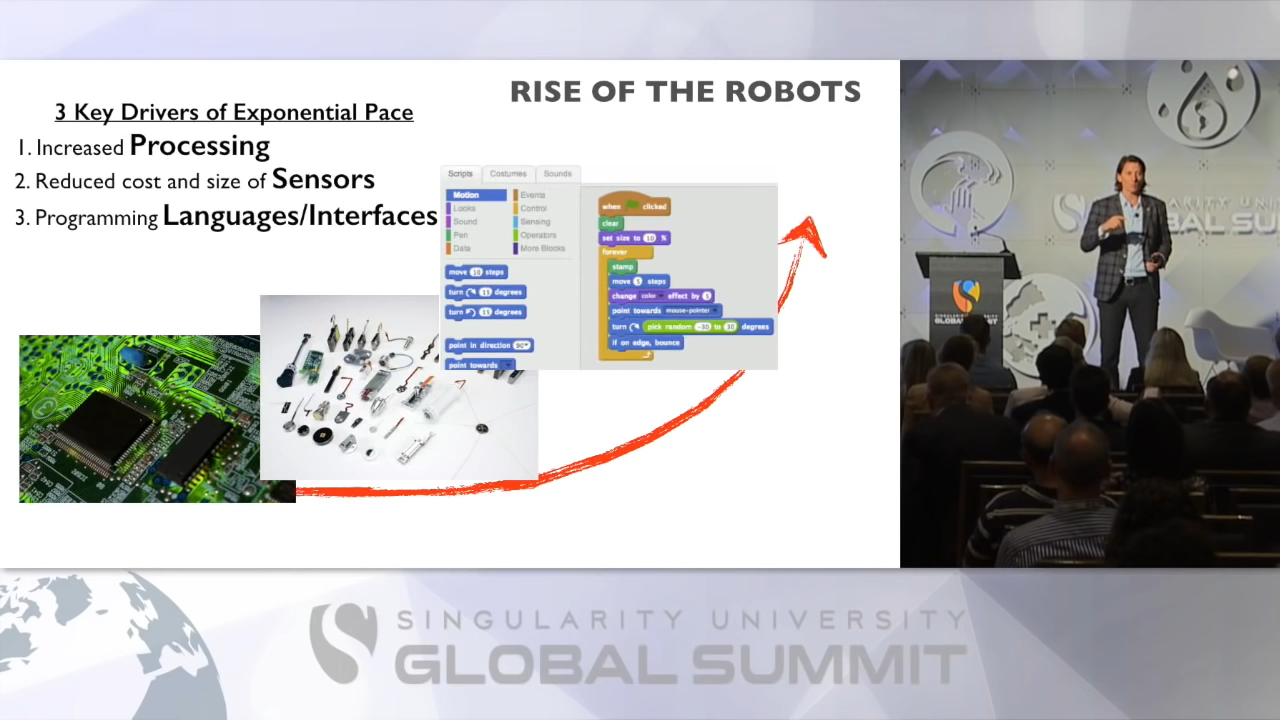 RISE OF THE ROBOTS
3 Key Drivers of Exponential Pace
1. Increased Processing
2. Reduced cost and size of Sensors
3. Programming Languages/Interfaces
Scripts Costumes Sounds
Motion Events
Looks Control
Sound Sensing
Pen Operators
Data More Blocks
move 10 steps
turn 15 degrees
turn 15 degrees
point in direction 90
point towards
when clicked
clear
set size to 10 %
forever
stamp
move 5 steps
change color effect by 5
point towards mouse-pointer
turn pick random -30 to 30 degrees
if on edge, bounce
GLOBAL SUMMIT
SINGULARITY UNIVERSITY
GLOBAL SUMMIT